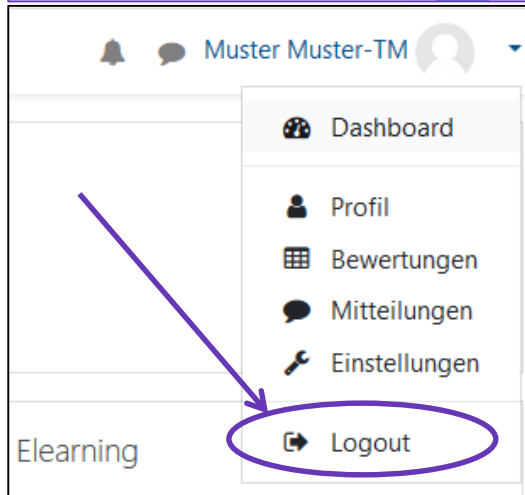 Muster Muster-TM
Dashboard
Profil
Bewertungen
Mitteilungen
Einstellungen
Logout
Elearning